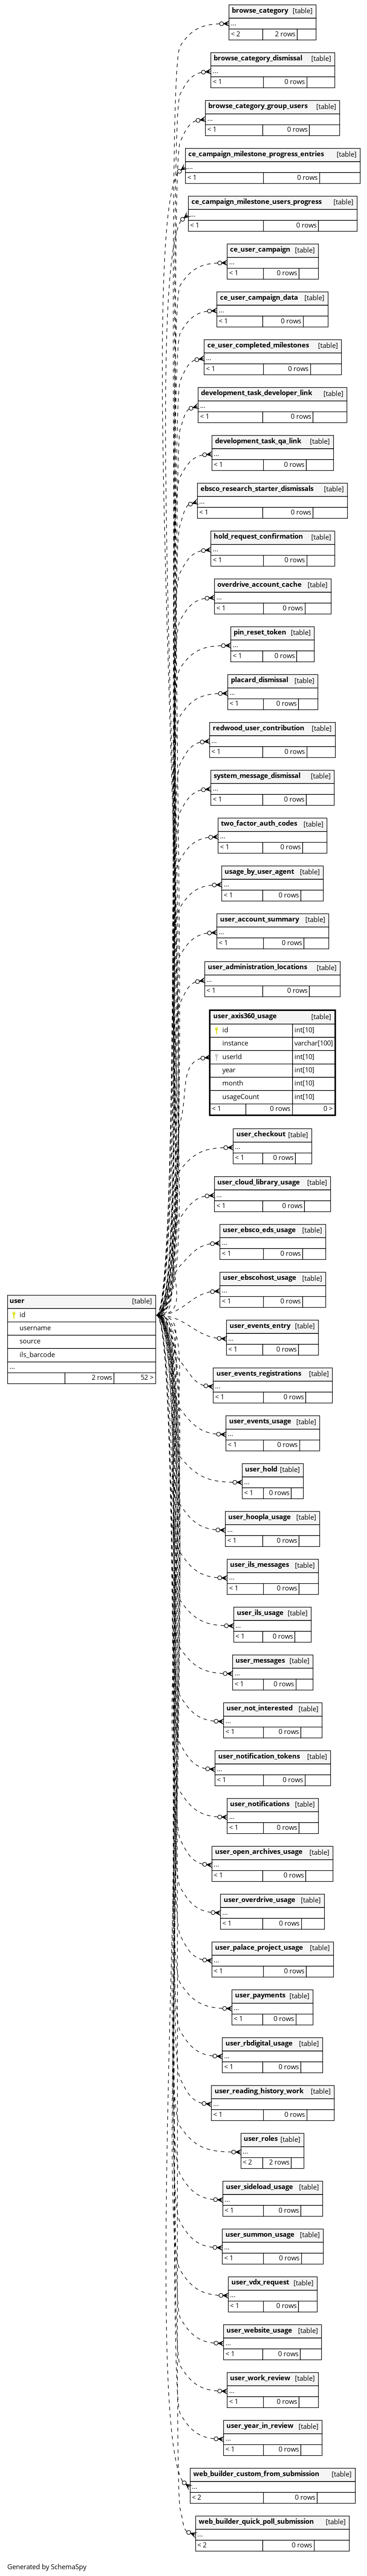 browse_category [table]
...
< 2 2 rows
browse_category_dismissal [table]
...
< 1 0 rows
browse_category_group_users [table]
...
< 1 0 rows
ce_campaign_milestone_progress_entries [table]
...
< 1 0 rows
ce_campaign_milestone_users_progress [table]
...
< 1 0 rows
ce_user_campaign [table]
...
< 1 0 rows
ce_user_campaign_data [table]
...
< 1 0 rows
ce_user_completed_milestones [table]
...
< 1 0 rows
development_task_developer_link [table]
...
< 1 0 rows
development_task_qa_link [table]
...
< 1 0 rows
ebsco_research_starter_dismissals [table]
...
< 1 0 rows
hold_request_confirmation [table]
...
< 1 0 rows
overdrive_account_cache [table]
...
< 1 0 rows
pin_reset_token [table]
...
< 1 0 rows
placard_dismissal [table]
...
< 1 0 rows
redwood_user_contribution [table]
...
< 1 0 rows
system_message_dismissal [table]
...
< 1 0 rows
two_factor_auth_codes [table]
...
< 1 0 rows
usage_by_user_agent [table]
...
< 1 0 rows
user_account_summary [table]
...
< 1 0 rows
user_administration_locations [table]
...
< 1 0 rows
user_axis360_usage [table]
id int[10]
instance varchar[100]
userId int[10]
year int[10]
month int[10]
usageCount int[10]
< 1 0 rows 0 >
user_checkout [table]
...
< 1 0 rows
user_cloud_library_usage [table]
...
< 1 0 rows
user_ebsco_eds_usage [table]
...
< 1 0 rows
user_ebscohost_usage [table]
...
< 1 0 rows
user [table]
id
username
source
ils_barcode
...
2 rows 52 >
user_events_entry [table]
...
< 1 0 rows
user_events_registrations [table]
...
< 1 0 rows
user_events_usage [table]
...
< 1 0 rows
user_hold [table]
...
< 1 0 rows
user_hoopla_usage [table]
...
< 1 0 rows
user_ils_messages [table]
...
< 1 0 rows
user_ils_usage [table]
...
< 1 0 rows
user_messages [table]
...
< 1 0 rows
user_not_interested [table]
...
< 1 0 rows
user_notification_tokens [table]
...
< 1 0 rows
user_notifications [table]
...
< 1 0 rows
user_open_archives_usage [table]
...
< 1 0 rows
user_overdrive_usage [table]
...
< 1 0 rows
user_palace_project_usage [table]
...
< 1 0 rows
user_payments [table]
...
< 1 0 rows
user_rbdigital_usage [table]
...
< 1 0 rows
user_reading_history_work [table]
...
< 1 0 rows
user_roles [table]
...
< 2 2 rows
user_sideload_usage [table]
...
< 1 0 rows
user_summon_usage [table]
...
< 1 0 rows
user_vdx_request [table]
...
< 1 0 rows
user_website_usage [table]
...
< 1 0 rows
user_work_review [table]
...
< 1 0 rows
user_year_in_review [table]
...
< 1 0 rows
web_builder_custom_from_submission [table]
...
< 2 0 rows
web_builder_quick_poll_submission [table]
...
< 2 0 rows
Generated by SchemaSpy